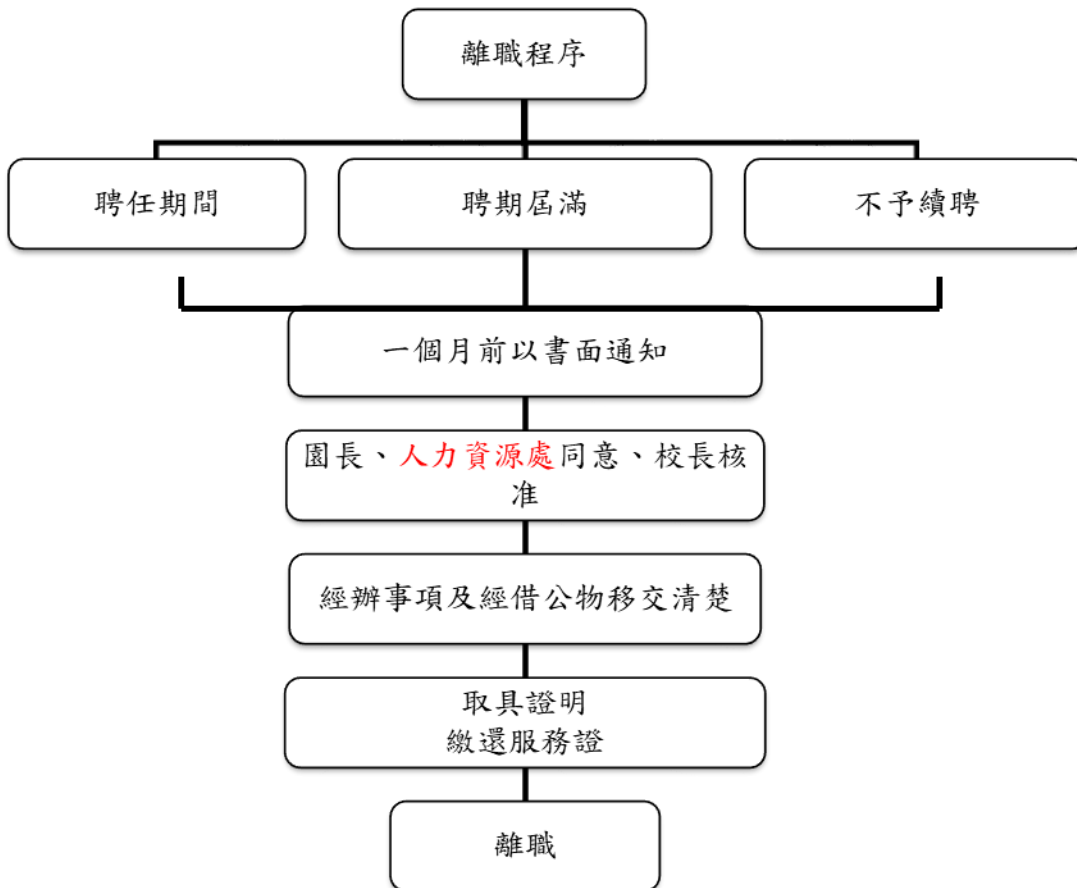 離職程序
聘任期間
聘期屆滿
不予續聘
一個月前以書面通知
園長、人力資源處同意、校長核
准
經辦事項及經借公物移交清楚
取具證明
繳還服務證
離職